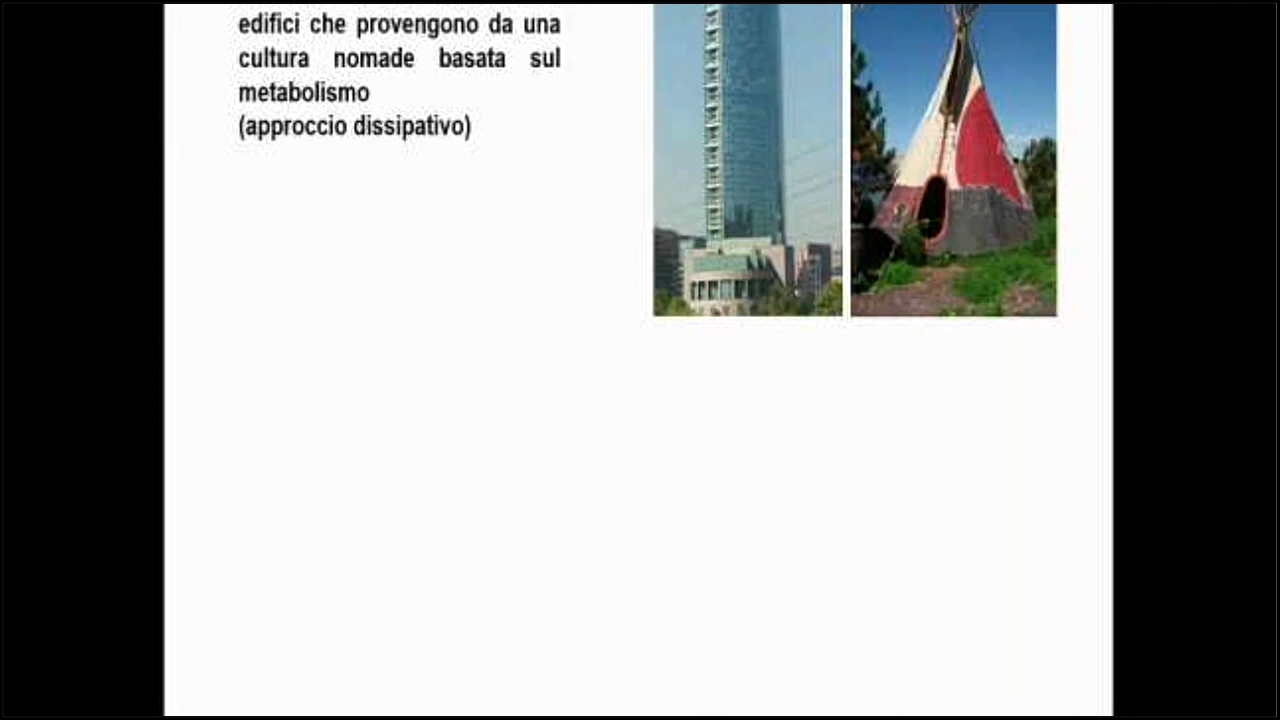 edifici che provengono da una
cultura nomade basata sul
metabolismo
(approccio dissipativo)